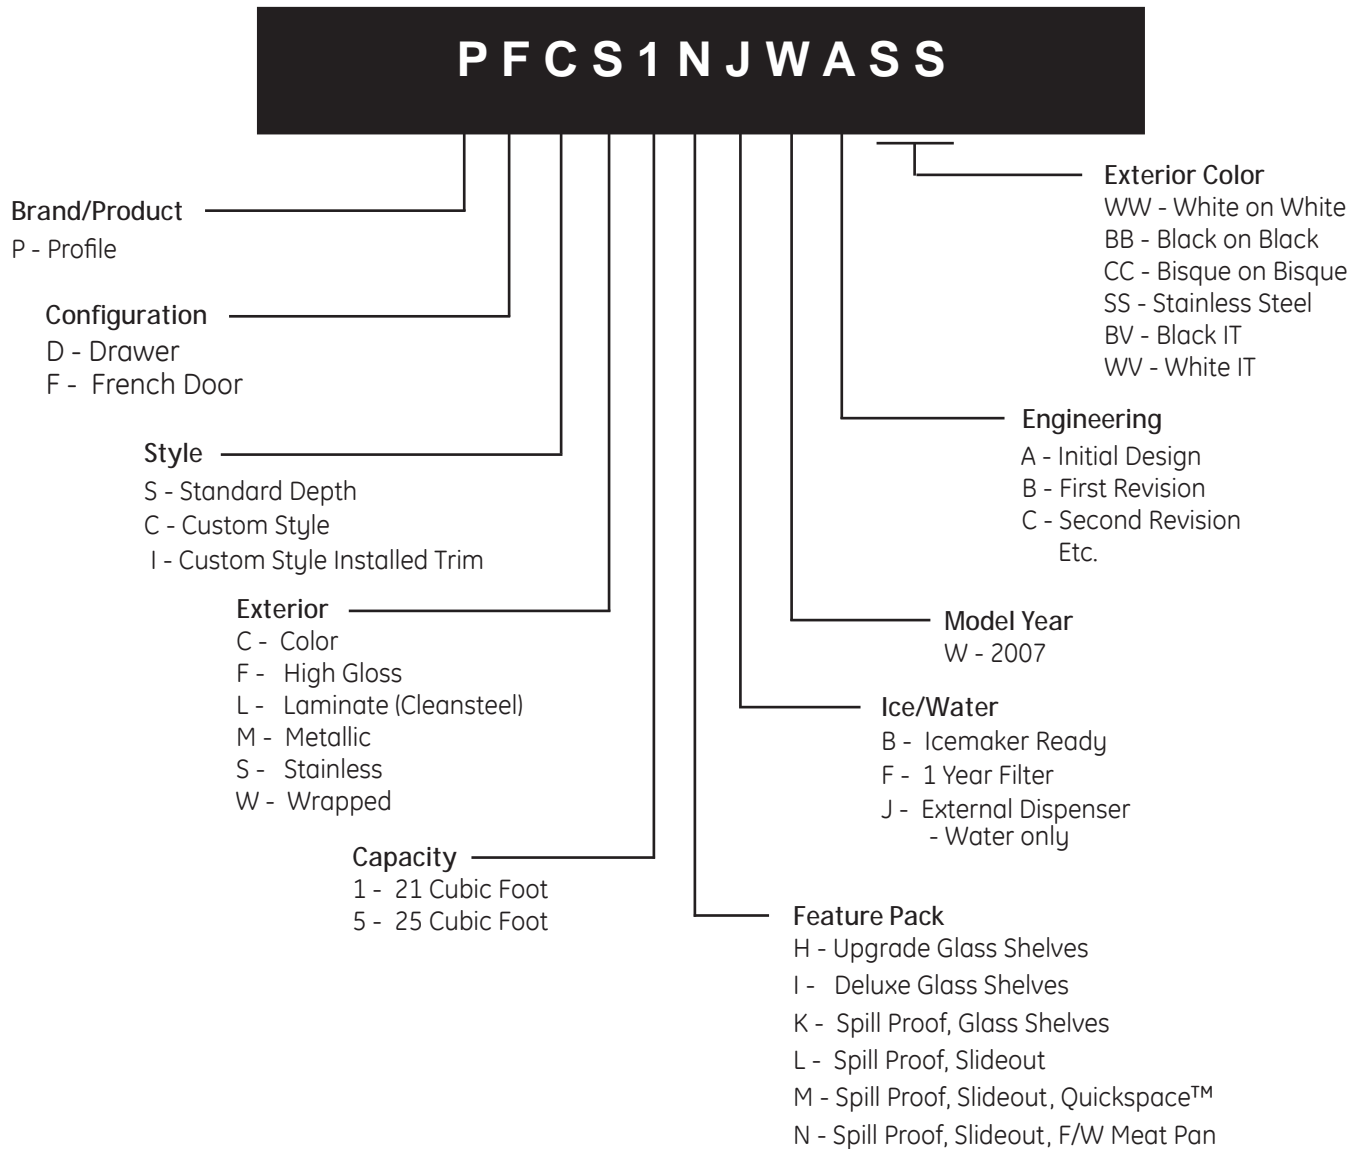 PFCS1NJWASS
Brand/Product
P - Profile
Configuration
D - Drawer
F - French Door
Style
S - Standard Depth
C - Custom Style
I - Custom Style Installed Trim
Exterior
C - Color
F - High Gloss
L - Laminate (Cleansteel)
M - Metallic
S - Stainless
W - Wrapped
Capacity
1 - 21 Cubic Foot
5 - 25 Cubic Foot
Exterior Color
WW - White on White
BB - Black on Black
CC - Bisque on Bisque
SS - Stainless Steel
BV - Black IT
WV - White IT
Engineering
A - Initial Design
B - First Revision
C - Second Revision
Etc.
Model Year
W - 2007
Ice/Water
B - Icemaker Ready
F - 1 Year Filter
J - External Dispenser
- Water only
Feature Pack
H - Upgrade Glass Shelves
I - Deluxe Glass Shelves
K - Spill Proof, Glass Shelves
L - Spill Proof, Slideout
M - Spill Proof, Slideout, Quickspace™
N - Spill Proof, Slideout, F/W Meat Pan